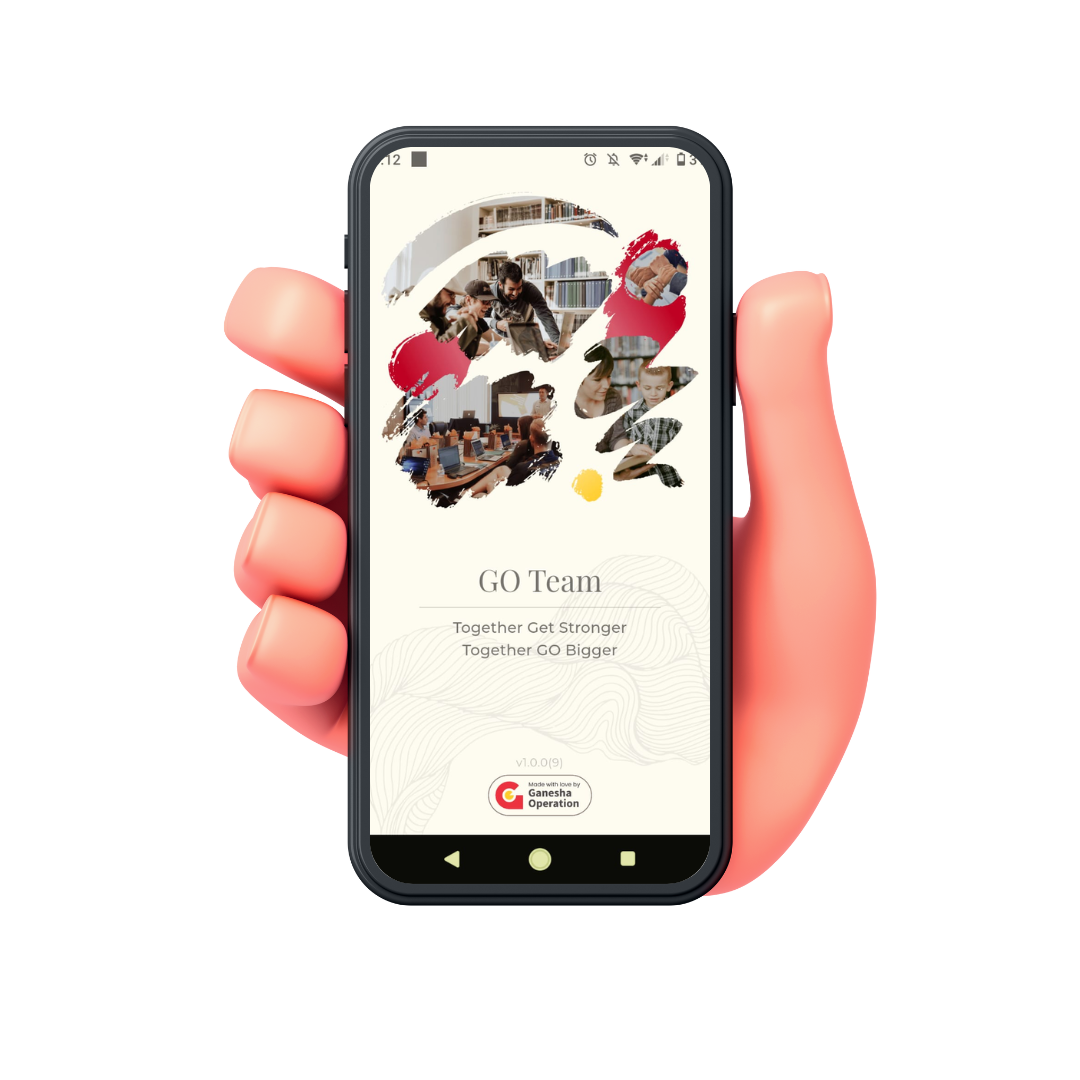 :12
3
GO Team
Together Get Stronger
Together GO Bigger
v1.0.0(9)
Made with love by
Ganesha
Operation